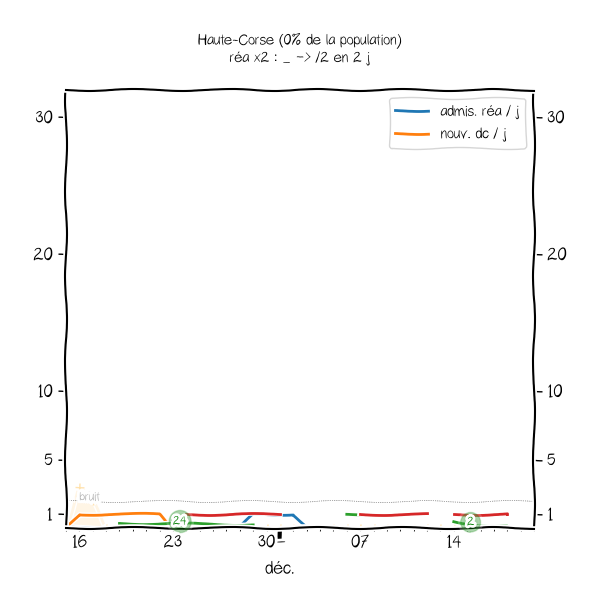 Haute-Corse (0% de la population)
réa x2 : _ -> /2 en 2 j
admis. réa / j
nouv. dc / j
30 30
20 20
10 10
5 5
bruit
1 1
24 2
16 23 30 07 14
déc.